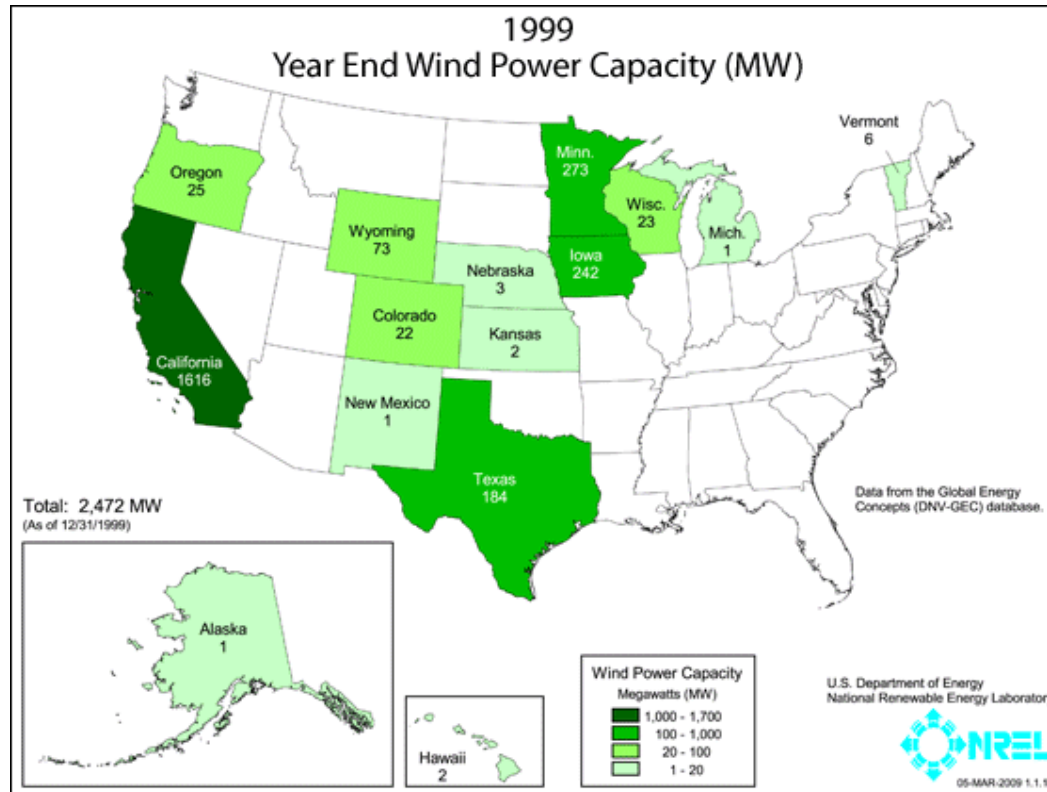 1999
Year End Wind Power Capacity (MW)
Vermont
6
Minn.
273
Oregon
25
Wyoming
73
Wisc.
23
Mich.
1
Iowa
242
Nebraska
3
Colorado
22
Kansas
2
California
1616
New Mexico
1
Texas
184
Total: 2,472 MW
(As of 12/31/1999)
Data from the Global Energy
Concepts (DNV-GEC) database.
Alaska
1
Hawaii
2
Wind Power Capacity
Megawatts (MW)
1,000 - 1,700
100 - 1,000
20 - 100
1 - 20
U.S. Department of Energy
National Renewable Energy Laborator
NREL
05-MAR-2009 1.1.1